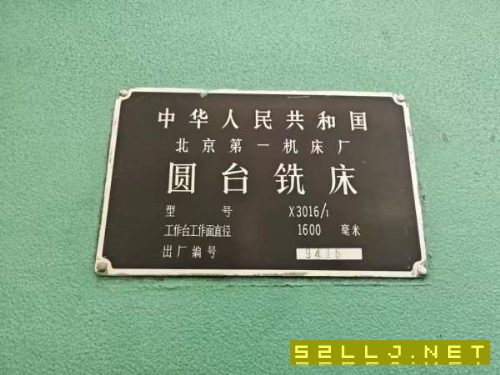 中华人民共和国
北京第一机床厂
圆台铣床
型 号 X3016/1
工作台工作面直径 1600 毫米
出厂编号
52LLJ.NET